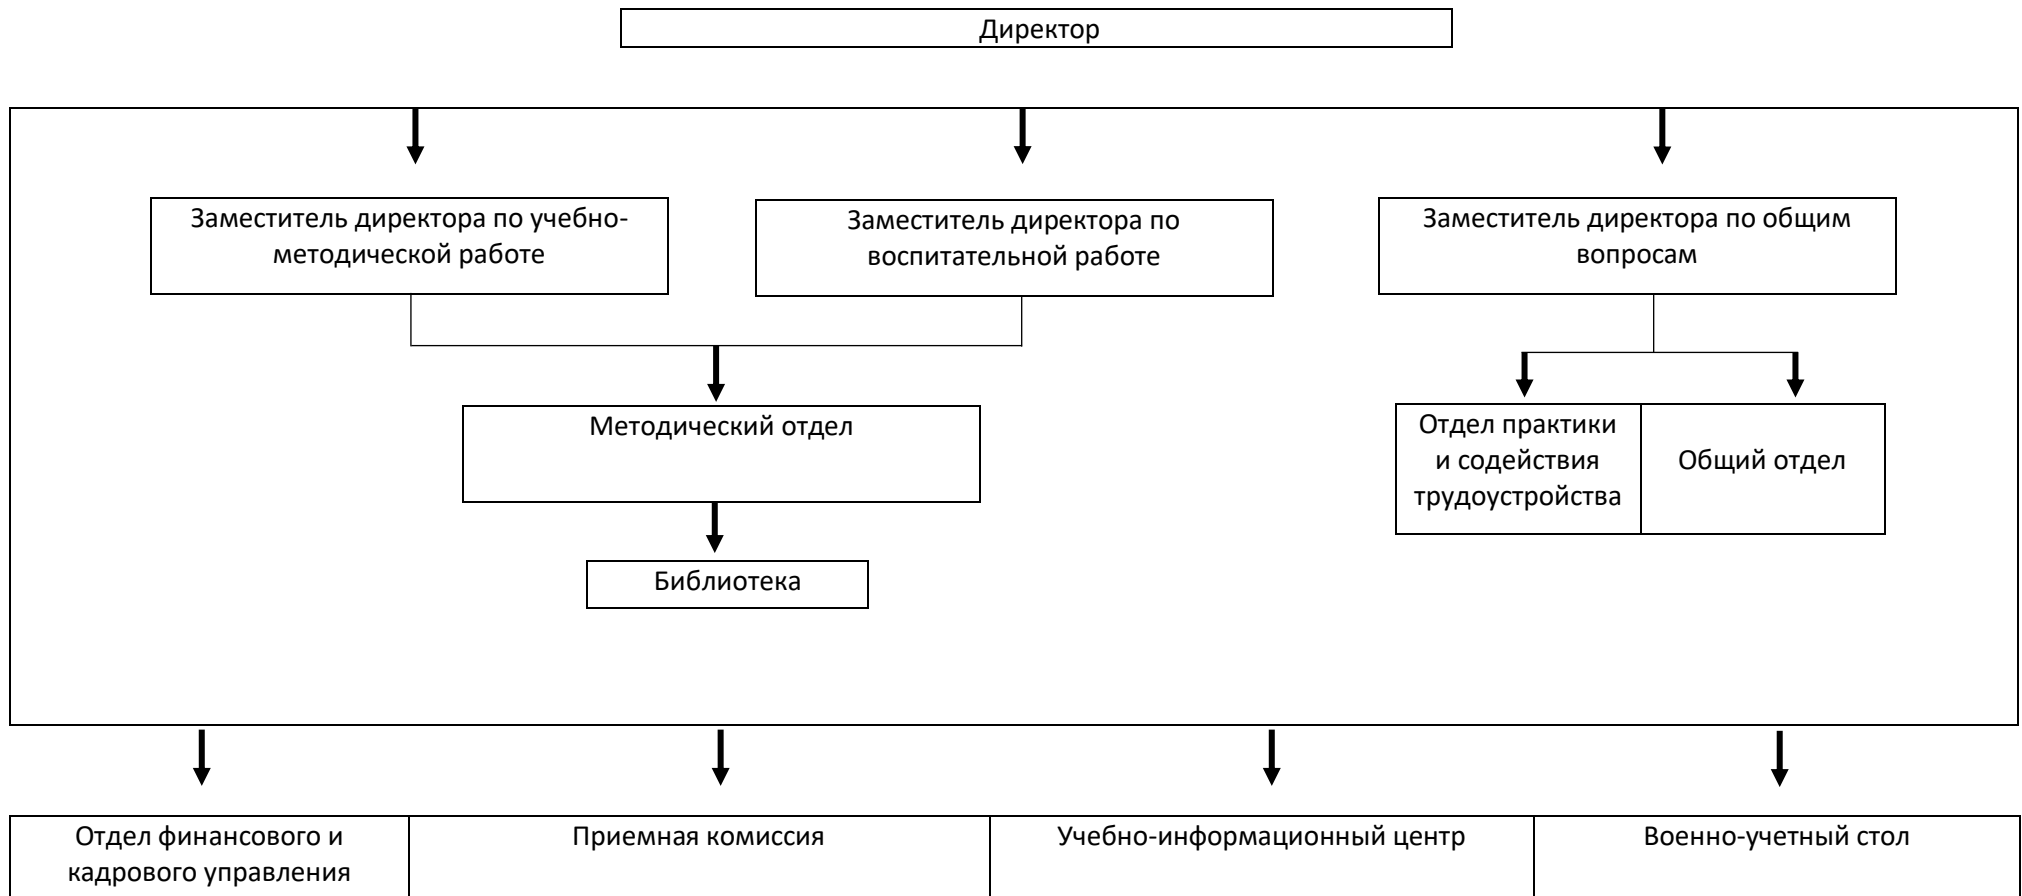 Директор
Заместитель директора по учебно-
методической работе
Заместитель директора по
воспитательной работе
Заместитель директора по общим
вопросам
Методический отдел
Отдел практики
и содействия
трудоустройства
Общий отдел
Библиотека
Отдел финансового и
кадрового управления
Приемная комиссия
Учебно-информационный центр
Военно-учетный стол